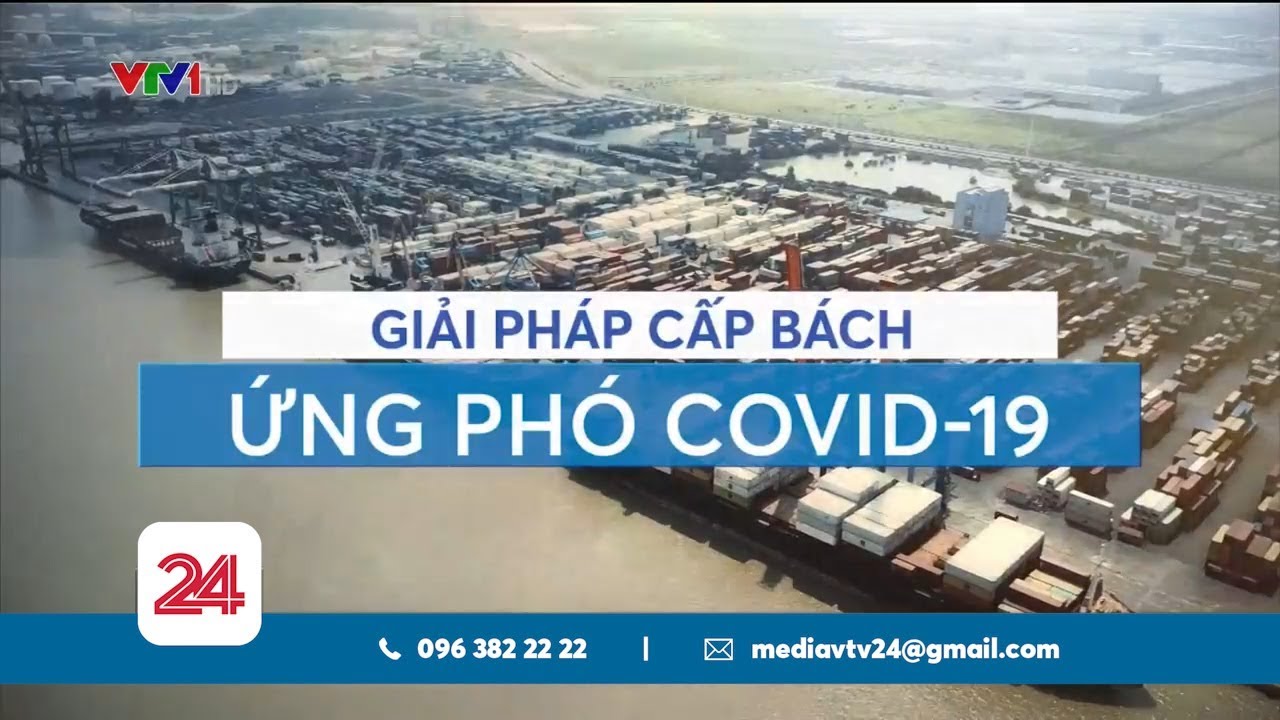 VTV1 HD
GIẢI PHÁP CẤP BÁCH
ỨNG PHÓ COVID-19
24
096 382 22 22 | mediavtv24@gmail.com